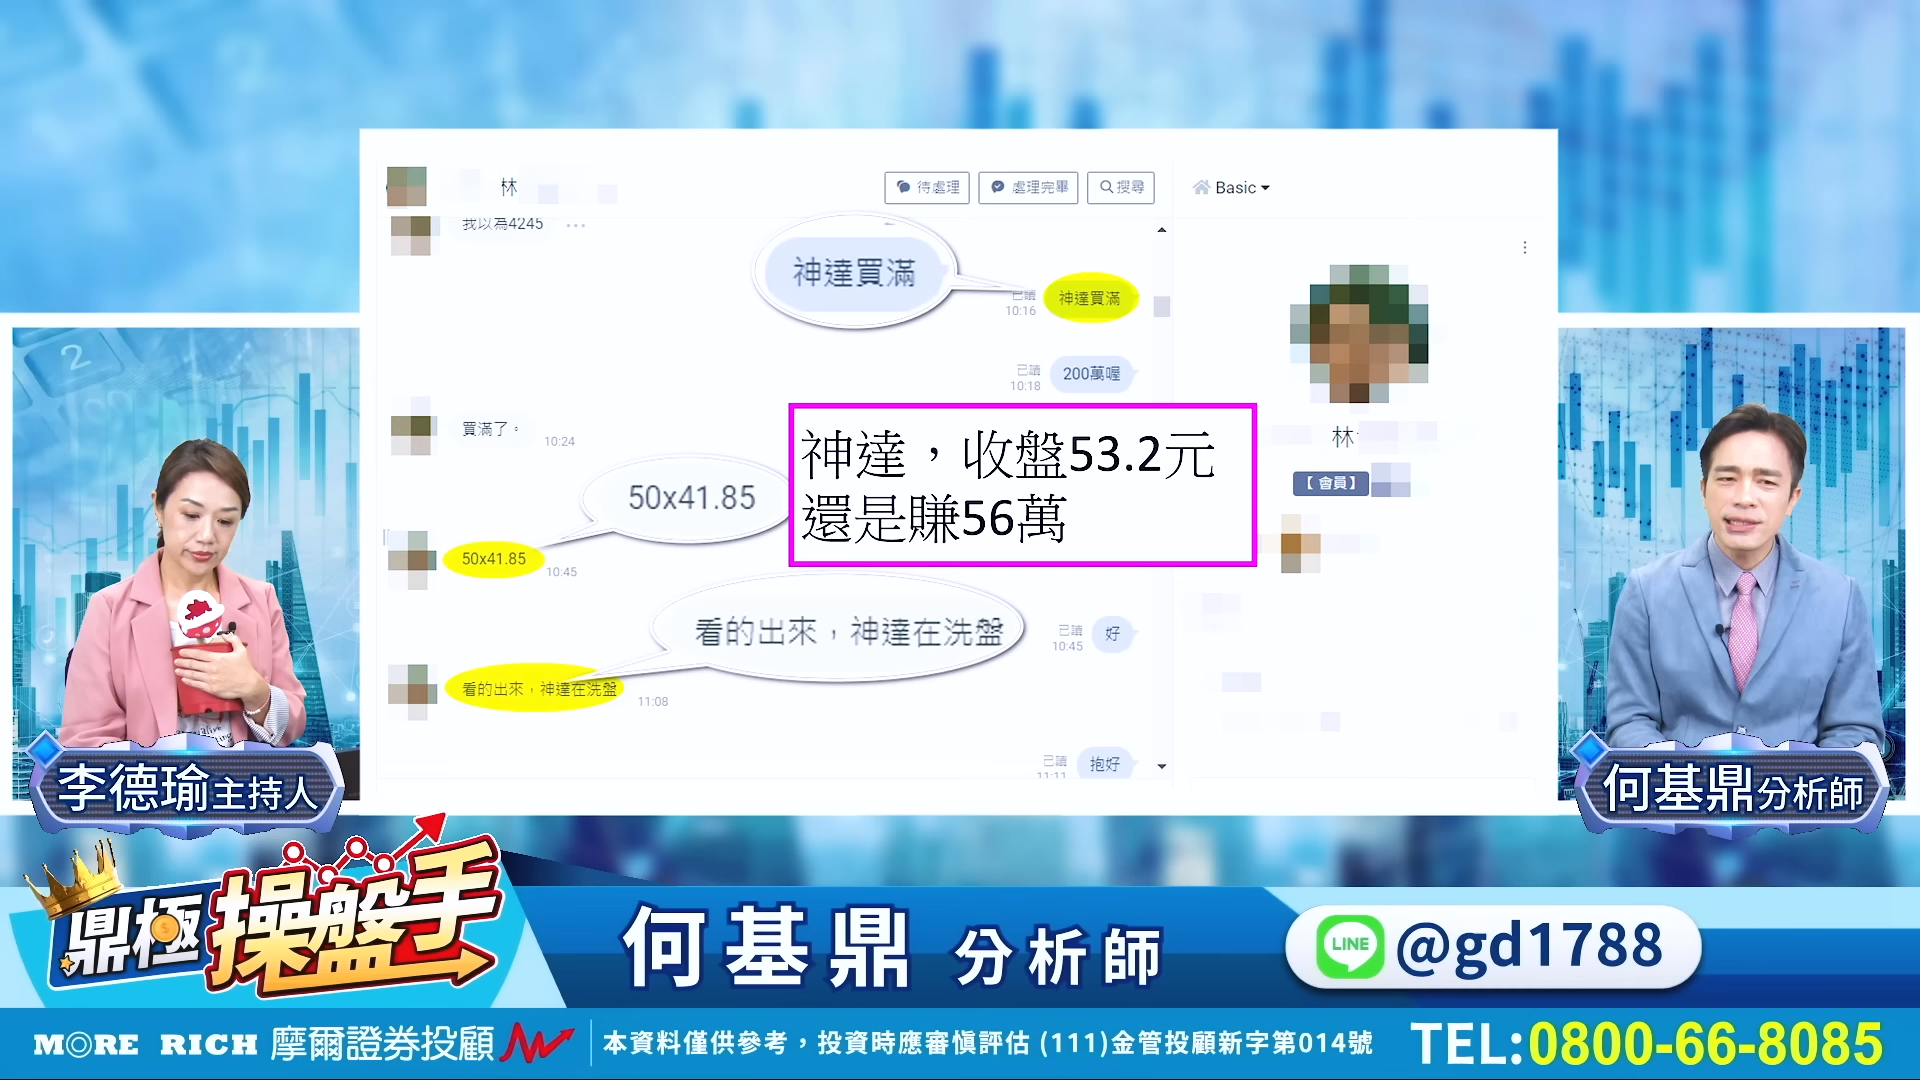 林
待處理
處理完畢
搜尋
Basic
我以為4245
神達買滿
已讀
10:16
神達買滿
已讀
10:18
200萬喔
買滿了。
10:24
神達，收盤53.2元
還是賺56萬
林
【會員】
50x41.85
50x41.85
10:45
看的出來，神達在洗盤
已讀
10:45
好
看的出來，神達在洗盤
11:08
已讀
11:11
抱好
李德瑜主持人
何基鼎分析師
鼎極操盤手
何基鼎 分析師
LINE
@gd1788
MORE RICH 摩爾證券投顧
本資料僅供參考，投資時應審慎評估 (111)金管投顧新字第014號
TEL:0800-66-8085